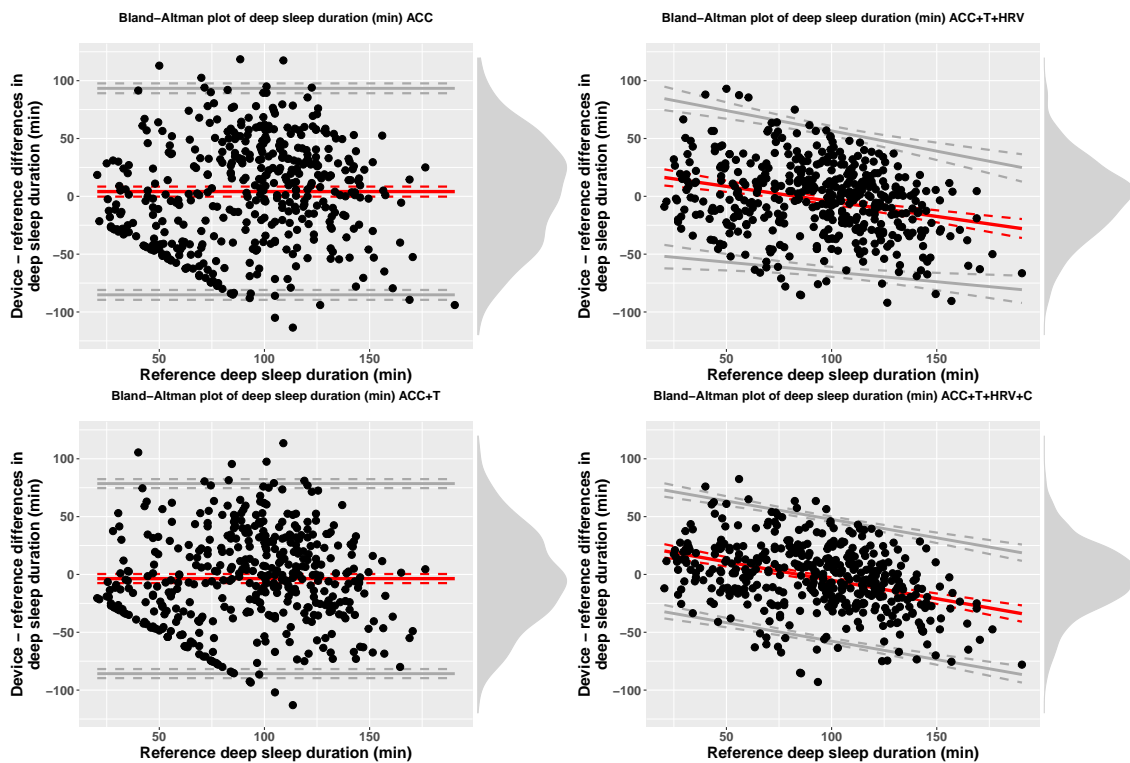 Bland−Altman plot of deep sleep duration (min) ACC
Device − reference differences in
deep sleep duration (min)
100
50
0
−50
−100
50
100
150
Reference deep sleep duration (min)
Bland−Altman plot of deep sleep duration (min) ACC+T+HRV
Device − reference differences in
deep sleep duration (min)
100
50
0
−50
−100
50
100
150
Reference deep sleep duration (min)
Bland−Altman plot of deep sleep duration (min) ACC+T
Device − reference differences in
deep sleep duration (min)
100
50
0
−50
−100
50
100
150
Reference deep sleep duration (min)
Bland−Altman plot of deep sleep duration (min) ACC+T+HRV+C
Device − reference differences in
deep sleep duration (min)
100
50
0
−50
−100
50
100
150
Reference deep sleep duration (min)